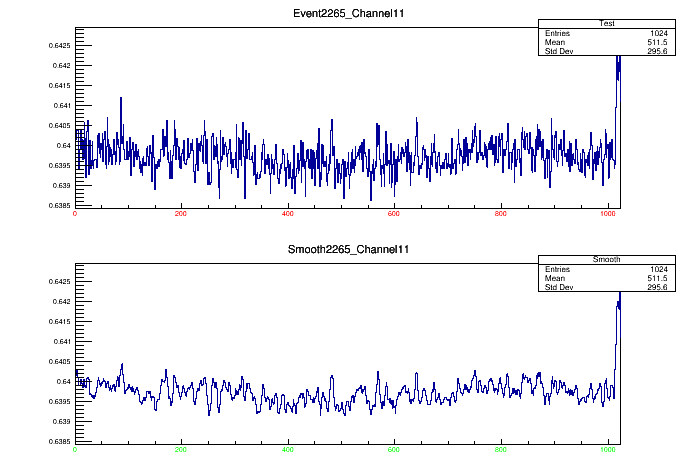 Event2265_Channel11
Test
Entries 1024
Mean 511.5
Std Dev 295.6
0.6425
0.642
0.6415
0.641
0.6405
0.64
0.6395
0.639
0.6385
0 200 400 600 800 1000
Smooth2265_Channel11
Smooth
Entries 1024
Mean 511.5
Std Dev 295.6
0.6425
0.642
0.6415
0.641
0.6405
0.64
0.6395
0.639
0.6385
0 200 400 600 800 1000